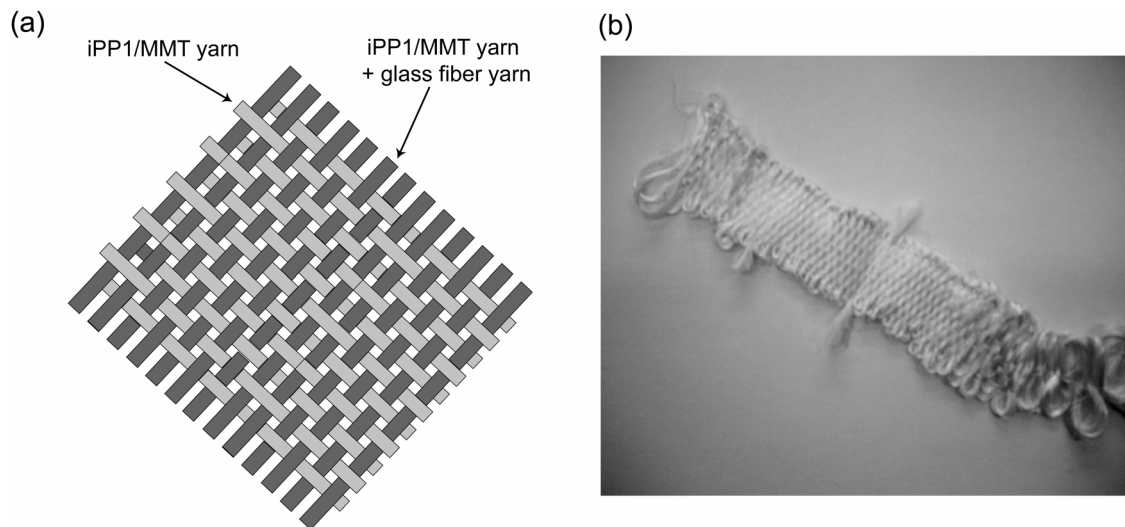 (a)
iPP1/MMT yarn
iPP1/MMT yarn
+ glass fiber yarn
(b)